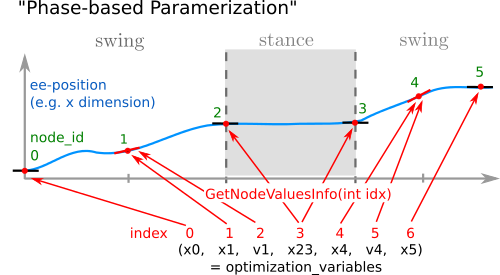 "Phase-based Paramerization"
swing stance swing
ee-position
(e.g. x dimension)
node_id
0 1 2 3 4 5
GetNodeValuesInfo(int idx)
index 0 1 2 3 4 5 6
(x0, x1, v1, x23, x4, v4, x5)
= optimization_variables